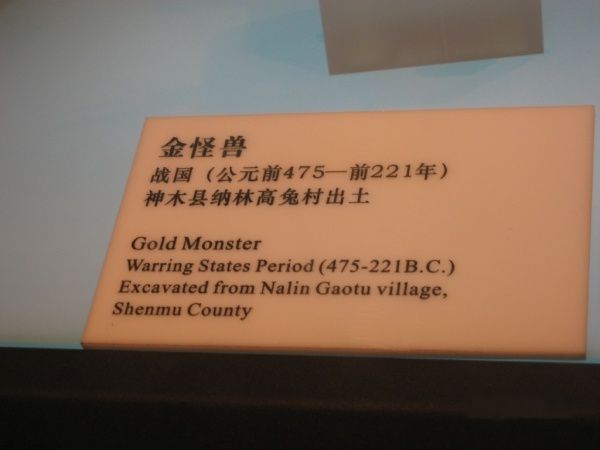 金怪兽
战国（公元前475—前221年）
神木县纳林高兔村出土
Gold Monster
Warring States Period (475-221B.C.)
Excavated from Nalin Gaotu village,
Shenmu County